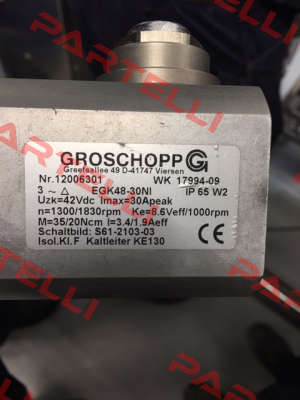 PARTELLI
GROSCHOPP G
Greefsallee 49 D-41747 Viersen
Nr.12006301 WK 17994-09
3 ~ △ EGK48-30NI IP 65 W2
Uzk=42Vdc Imax=30Apeak
n=1300/1830rpm Ke=8.6Veff/1000rpm
M=35/20Ncm I=3.4/1.9Aeff
Schaltbild: S61-2103-03
Isol.Kl.F Kaltleiter KE130 CE
PARTELLI
PARTELLI